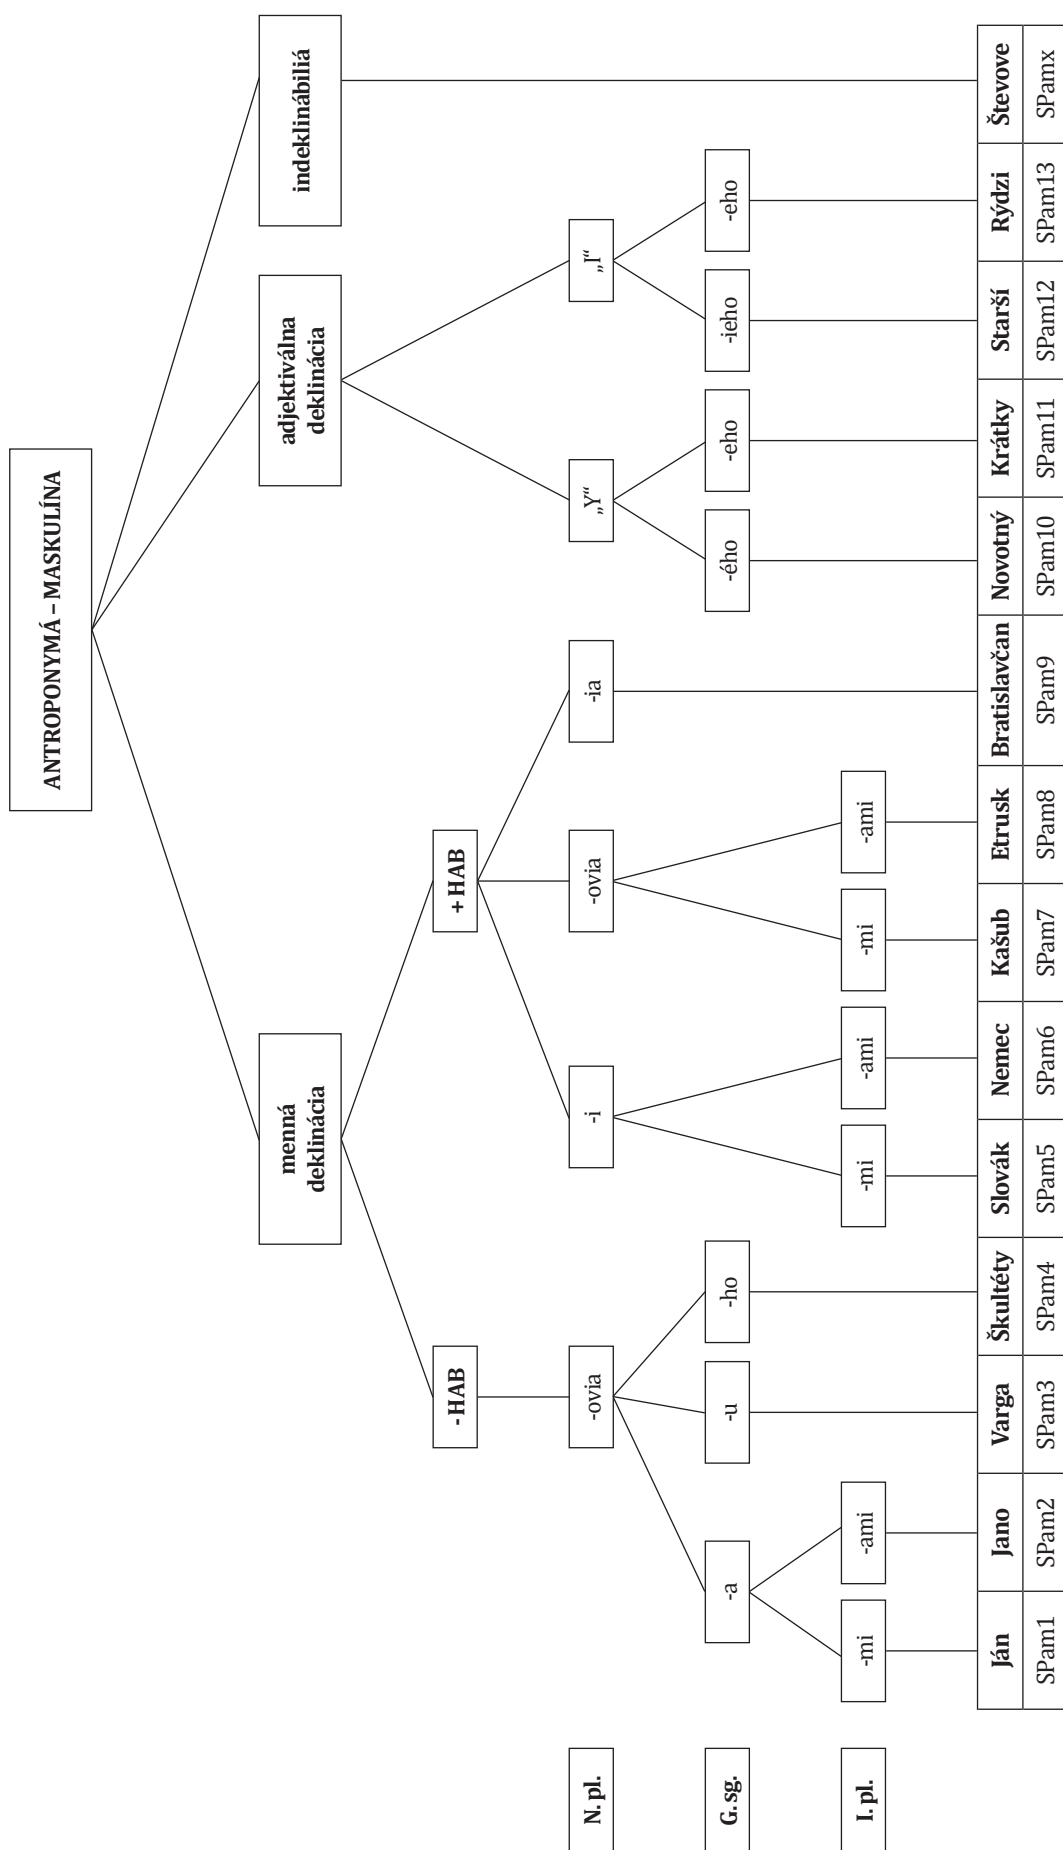 ANTROPONYMÁ – MASKULÍNA
menná
deklinácia
adjektiválna
deklinácia
indeklinábiliá
-HAB
+ HAB
N. pl.
-ovia
-i
-ovia
-ia
„Y“
„I“
G. sg.
-a
-u
-ho
-ého
-eho
-ieho
-eho
I. pl.
-mi
-ami
-mi
-ami
-mi
-ami
Ján Jano Varga Škultéty Slovák Nemec Kašub Etrusk Bratislavčan Novotný Krátky Starší Rýdzi Števove
SPam1 SPam2 SPam3 SPam4 SPam5 SPam6 SPam7 SPam8 SPam9 SPam10 SPam11 SPam12 SPam13 SPamx